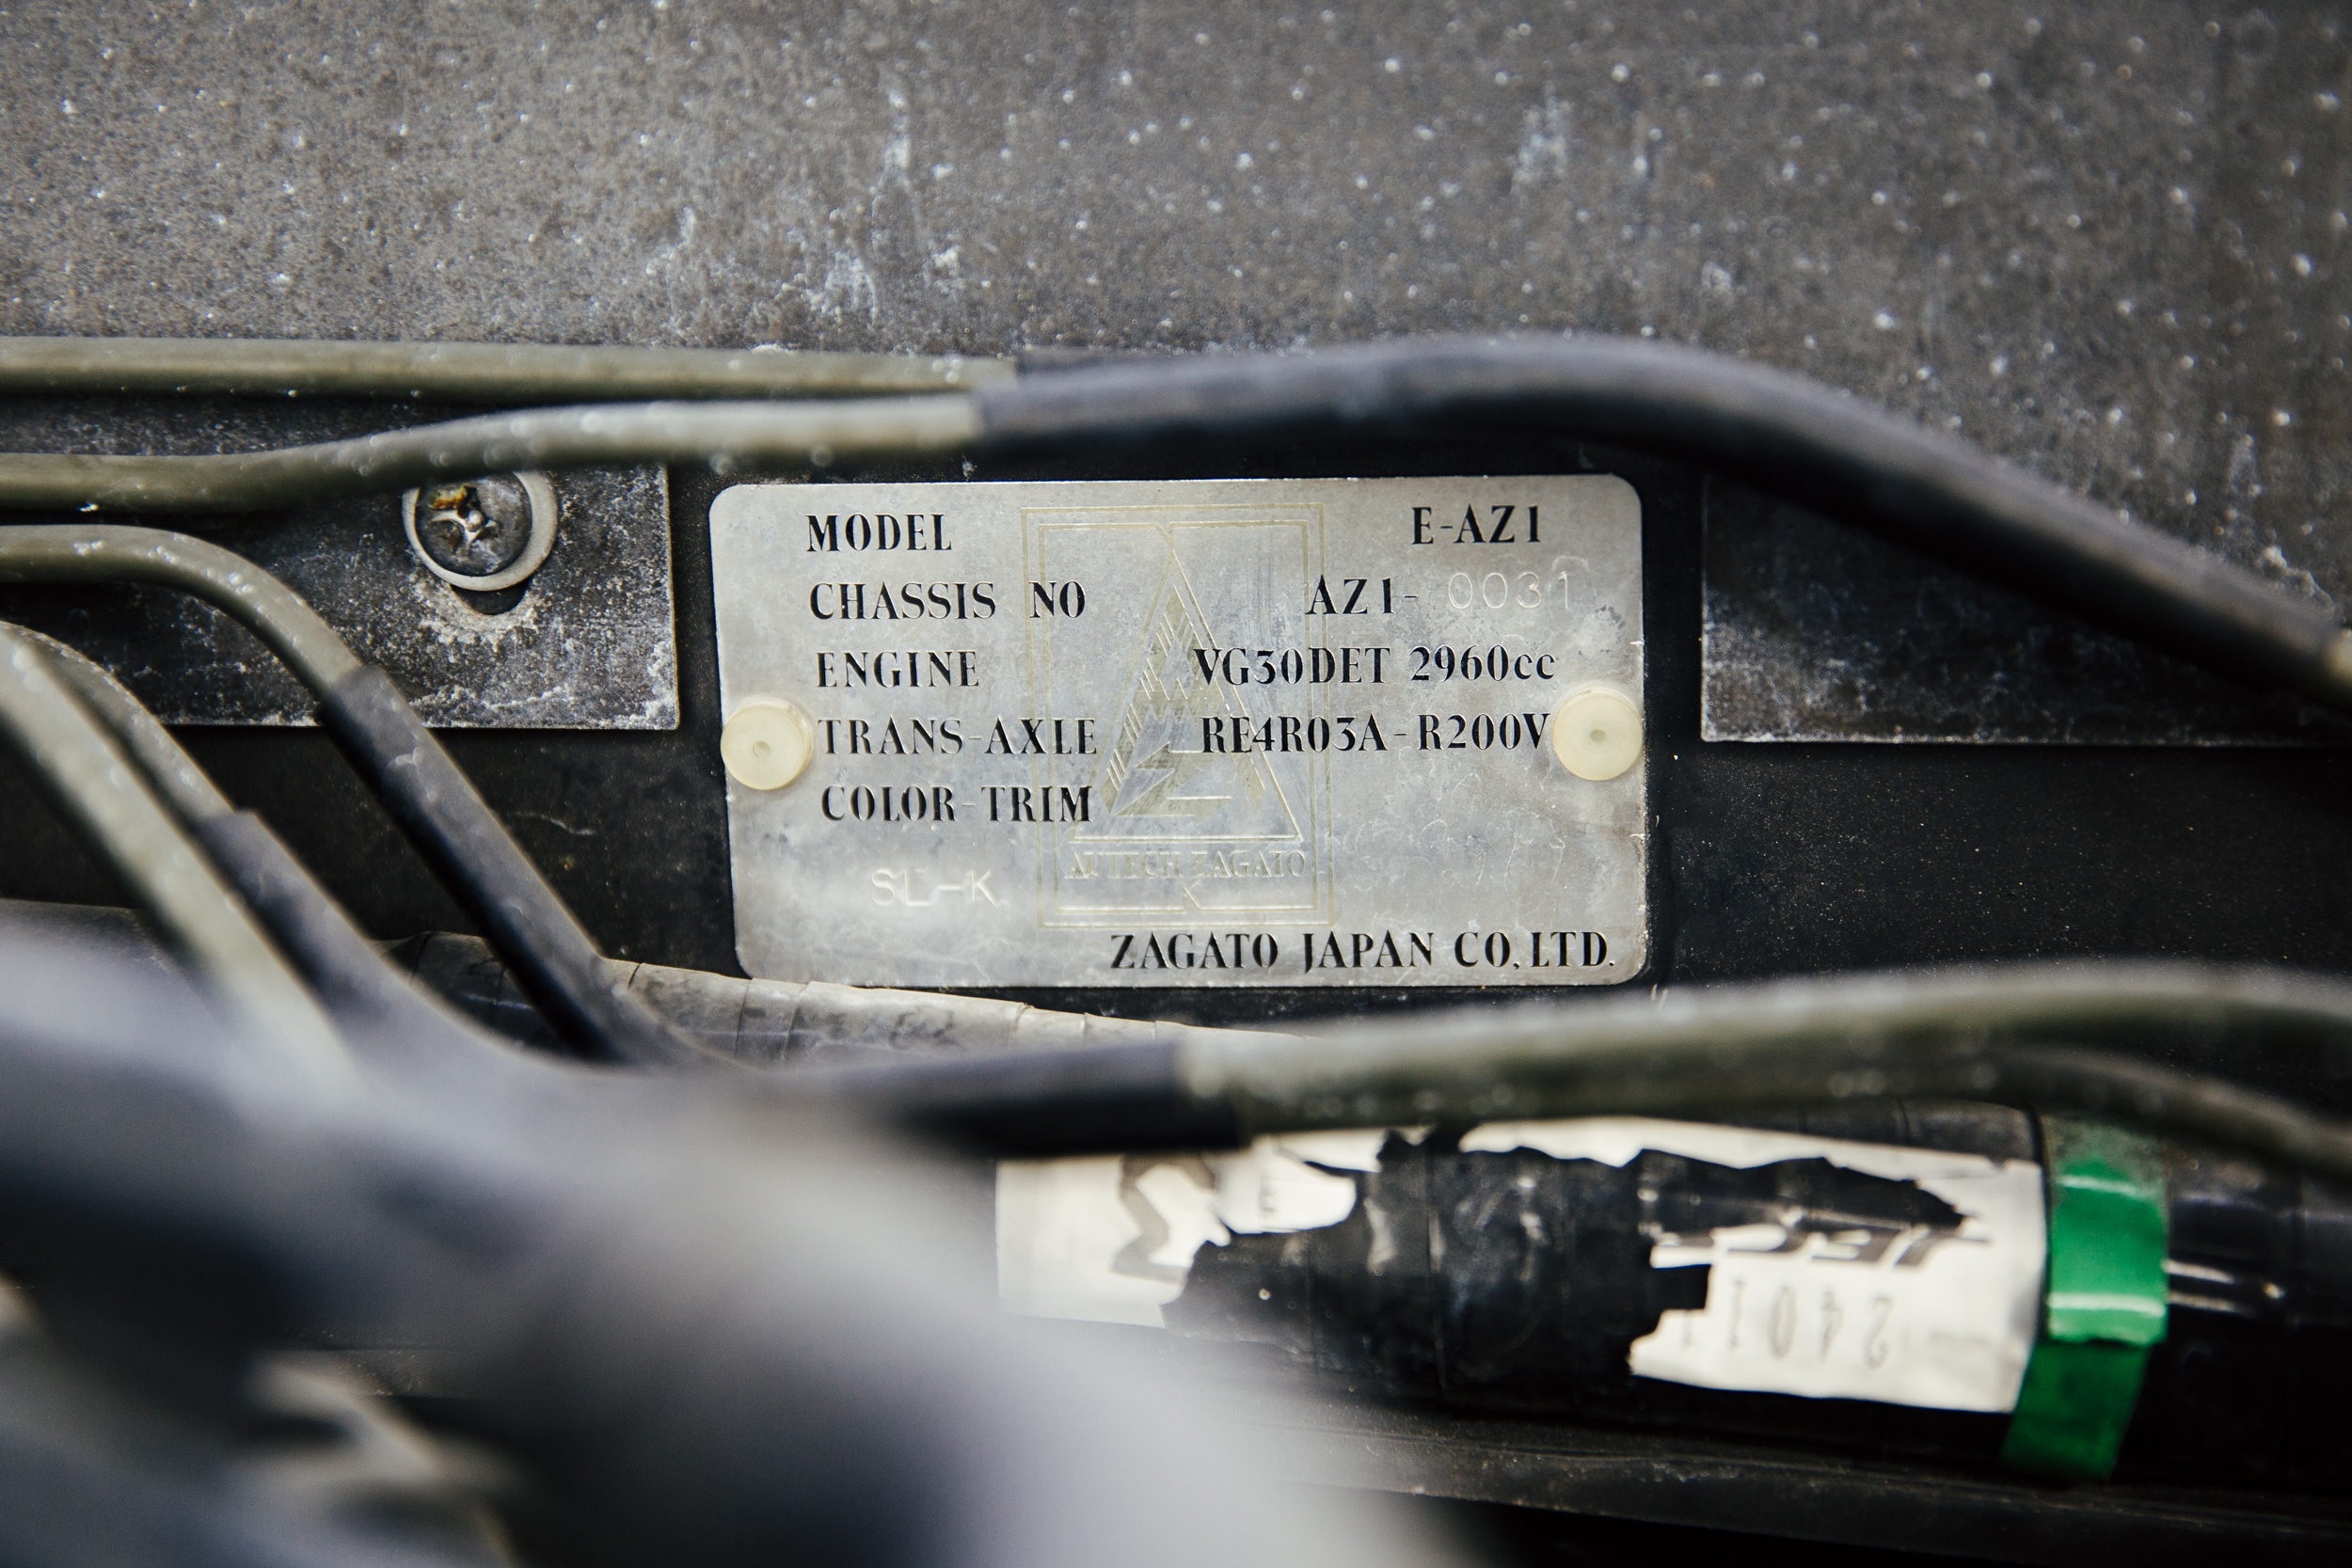 MODEL E-AZ1
CHASSIS NO AZ1- 0031
ENGINE VG30DET 2960cc
TRANS-AXLE RE4R03A-R200V
COLOR-TRIM
AUTECH ZAGATO
SL-K
ZAGATO JAPAN CO,LTD.
2401